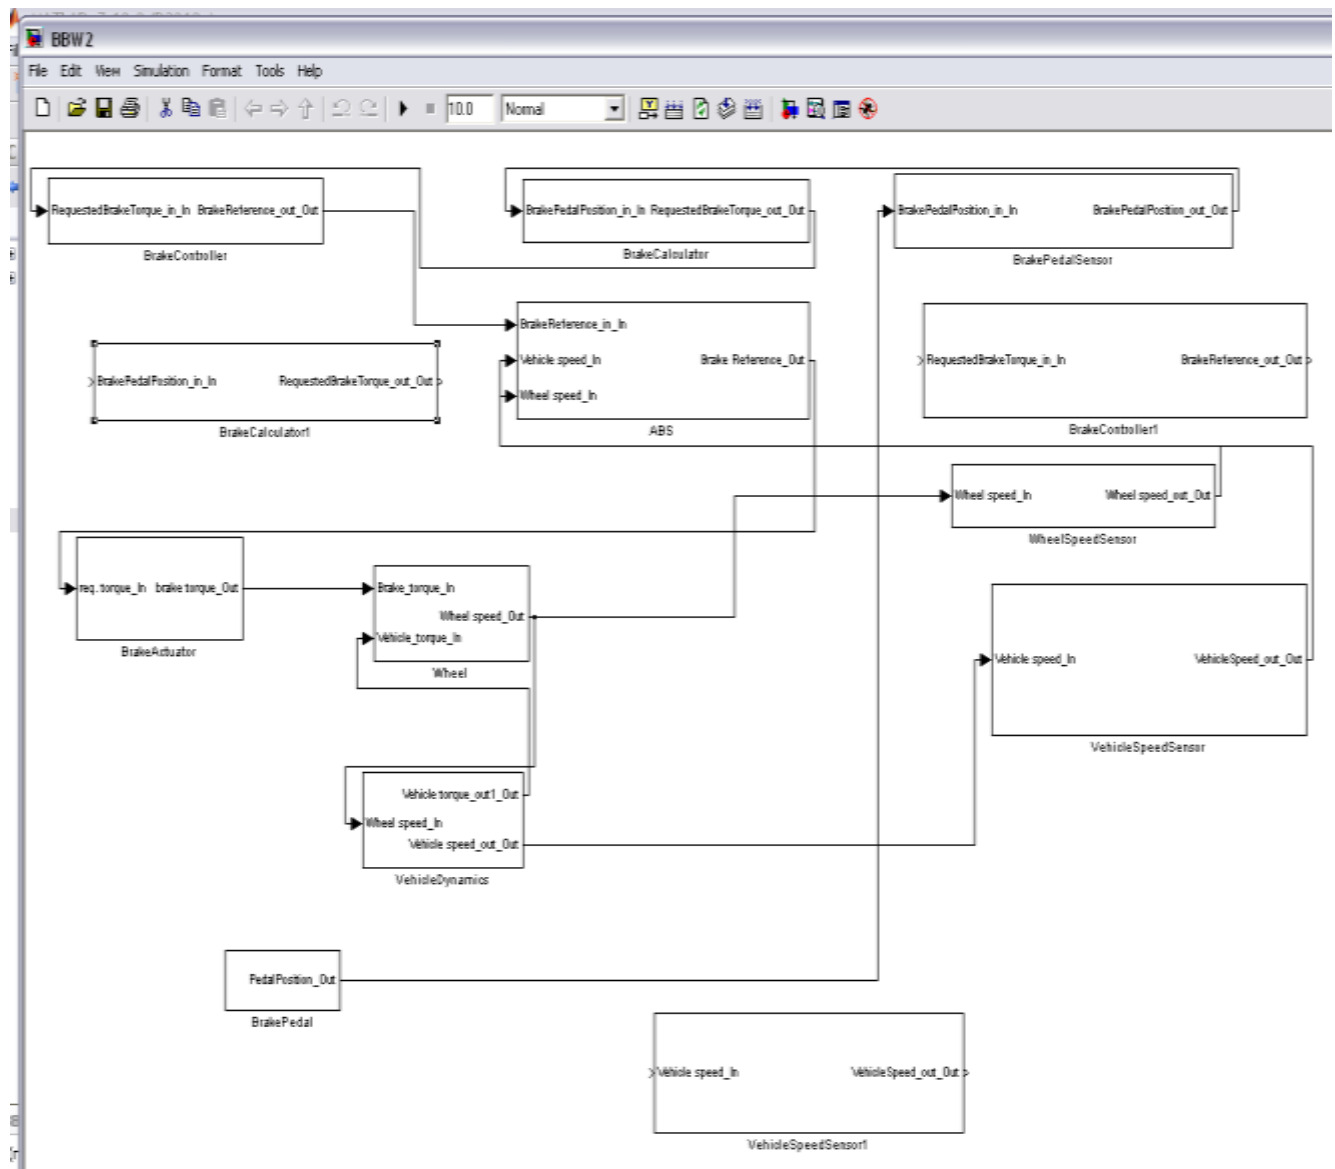 BBW2
File Edit View Simulation Format Tools Help
10.0 Normal
RequestedBrakeTorque_in_In BrakeReference_out_Out
BrakeController
BrakePedalPosition_in_In RequestedBrakeTorque_out_Out
BrakeCalculator
BrakePedalPosition_in_In BrakePedalPosition_out_Out
BrakePedalSensor
BrakeReference_in_In
Vehicle speed_In Brake Reference_Out
Wheel speed_In
ABS
RequestedBrakeTorque_in_In BrakeReference_out_Out
BrakeController1
BrakePedalPosition_in_In RequestedBrakeTorque_out_Out
BrakeCalculator1
Wheel speed_In Wheel speed_out_Out
WheelSpeedSensor
req. torque_In brake torque_Out
BrakeActuator
Brake_torque_In
Wheel speed_Out
Vehicle_torque_In
Wheel
Vehicle speed_In VehicleSpeed_out_Out
VehicleSpeedSensor
Vehicle torque_out1_Out
Wheel speed_In
Vehicle speed_out_Out
VehicleDynamics
PedalPosition_Out
BrakePedal
Vehicle speed_In VehicleSpeed_out_Out
VehicleSpeedSensor1